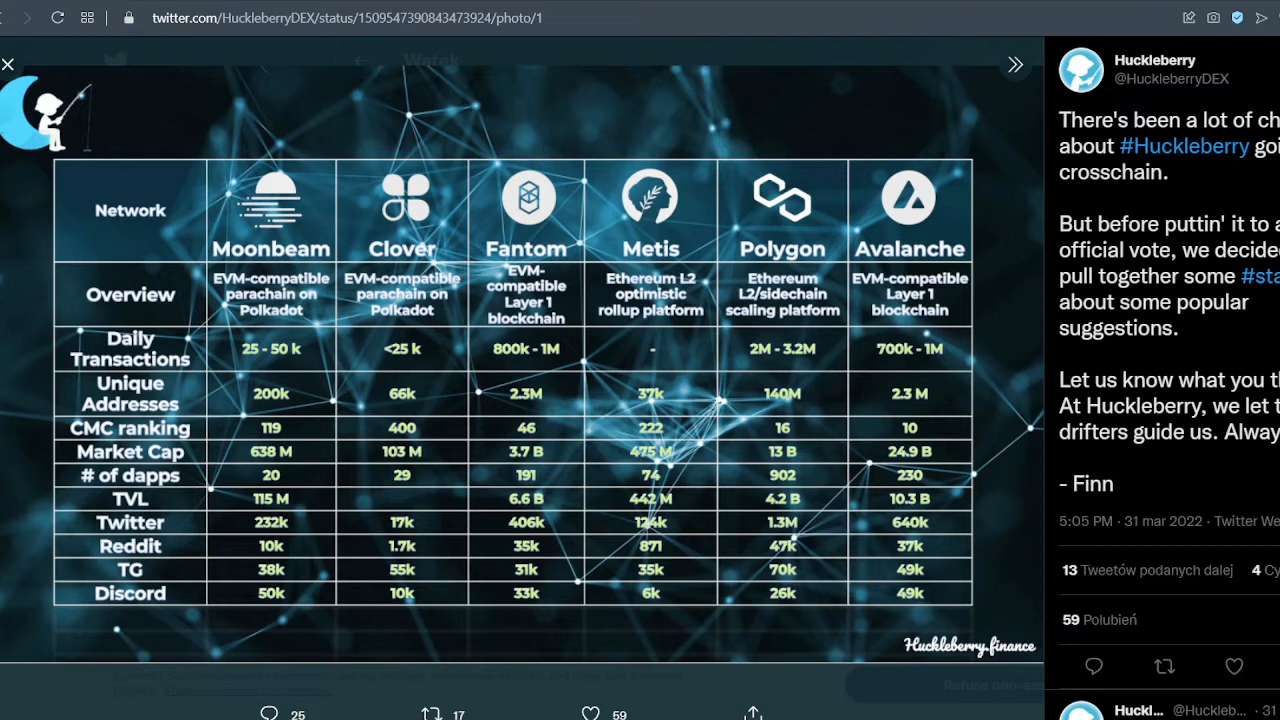 twitter.com/HuckleberryDEX/status/1509547390843473924/photo/1
Network
Moonbeam Clover Fantom Metis Polygon Avalanche
Overview
EVM-compatible parachain on Polkadot
EVM-compatible parachain on Polkadot
EVM-compatible Layer 1 blockchain
Ethereum L2 optimistic rollup platform
Ethereum L2/sidechain scaling platform
EVM-compatible Layer 1 blockchain
Daily Transactions 25 - 50 k <25 k 800k - 1M - 2M - 3.2M 700k - 1M
Unique Addresses 200k 66k 2.3M 37k 140M 2.3 M
CMC ranking 119 400 46 222 16 10
Market Cap 638 M 103 M 3.7 B 475 M 13 B 24.9 B
# of dapps 20 29 191 74 902 230
TVL 115 M 6.6 B 442 M 4.2 B 10.3 B
Twitter 232k 17k 406k 124k 1.3M 640k
Reddit 10k 1.7k 35k 871 47k 37k
TG 38k 55k 31k 35k 70k 49k
Discord 50k 10k 33k 6k 26k 49k
Huckleberry.finance
25 17 59
Huckleberry
@HuckleberryDEX
There's been a lot of ch
about #Huckleberry goi
crosschain.
But before puttin' it to a
official vote, we decide
pull together some #sta
about some popular
suggestions.
Let us know what you th
At Huckleberry, we let t
drifters guide us. Alway
- Finn
5:05 PM · 31 mar 2022 · Twitter We
13 Tweetów podanych dalej 4 Cy
59 Polubień
Huckl... @Huckleb... · 31